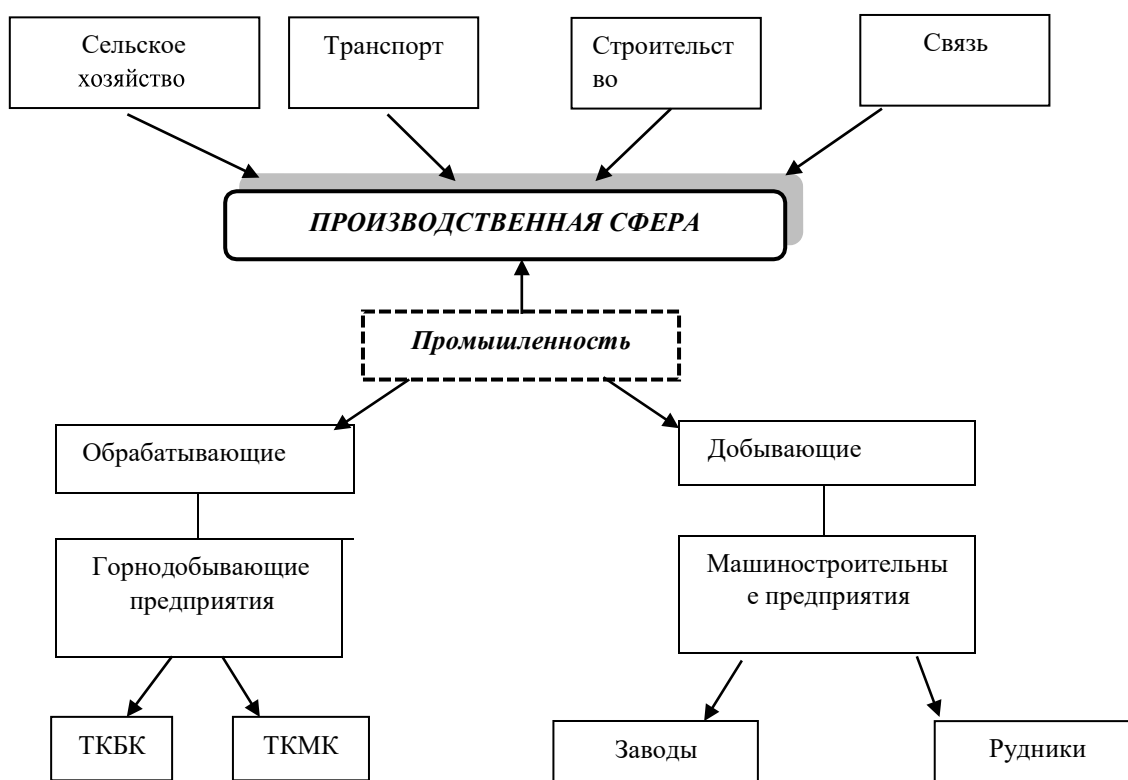 Сельское
хозяйство
Транспорт
Строительст
во
Связь
ПРОИЗВОДСТВЕННАЯ СФЕРА
Промышленность
Обрабатывающие
Добывающие
Горнодобывающие
предприятия
Машиностроительны
е предприятия
ТКБК
ТКМК
Заводы
Рудники